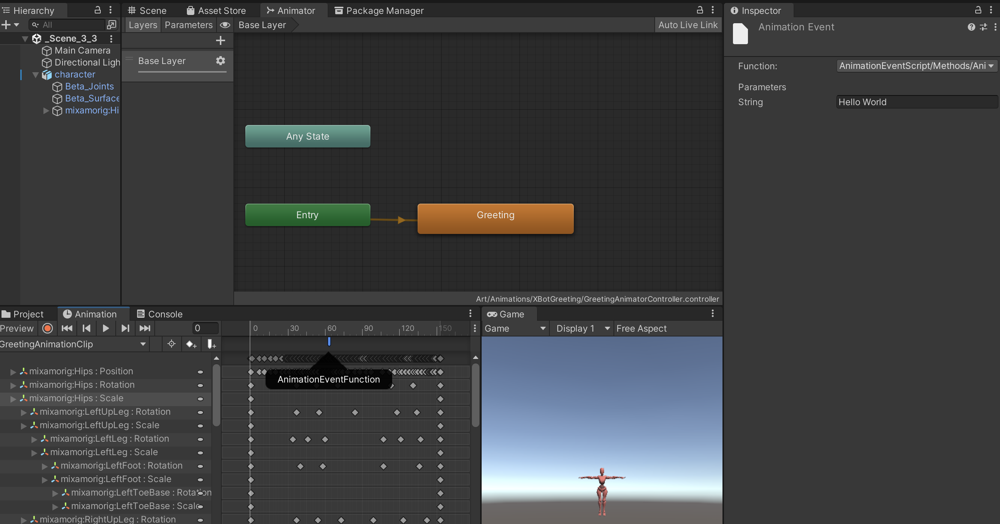 Hierarchy
All
_Scene_3_3
Main Camera
Directional Ligh
character
Beta_Joints
Beta_Surface
mixamorig:Hi
Scene
Asset Store
Animator
Package Manager
Layers
Parameters
Base Layer
Auto Live Link
Base Layer
Any State
Entry
Greeting
Art/Animations/XBotGreeting/GreetingAnimatorController.controller
Inspector
Animation Event
Function:
AnimationEventScript/Methods/Ani
Parameters
String
Hello World
Project
Animation
Console
Preview
0
0 30 60 90 120 150
GreetingAnimationClip
AnimationEventFunction
mixamorig:Hips : Position
mixamorig:Hips : Rotation
mixamorig:Hips : Scale
mixamorig:LeftUpLeg : Rotation
mixamorig:LeftUpLeg : Scale
mixamorig:LeftLeg : Rotation
mixamorig:LeftLeg : Scale
mixamorig:LeftFoot : Rotation
mixamorig:LeftFoot : Scale
mixamorig:LeftToeBase : Rotation
mixamorig:LeftToeBase : Scale
mixamorig:RightUpLeg : Rotation
Game
Game
Display 1
Free Aspect